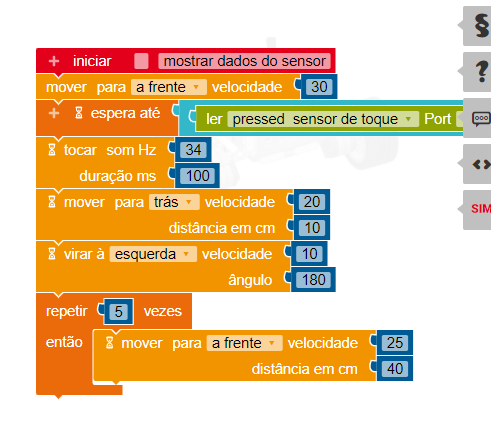 + iniciar mostrar dados do sensor
mover para a frente velocidade 30
+ espera até ler pressed sensor de toque Port
tocar som Hz 34
duração ms 100
mover para trás velocidade 20
distância em cm 10
virar à esquerda velocidade 10
ângulo 180
repetir 5 vezes
então mover para a frente velocidade 25
distância em cm 40
§
?
<>
SIM